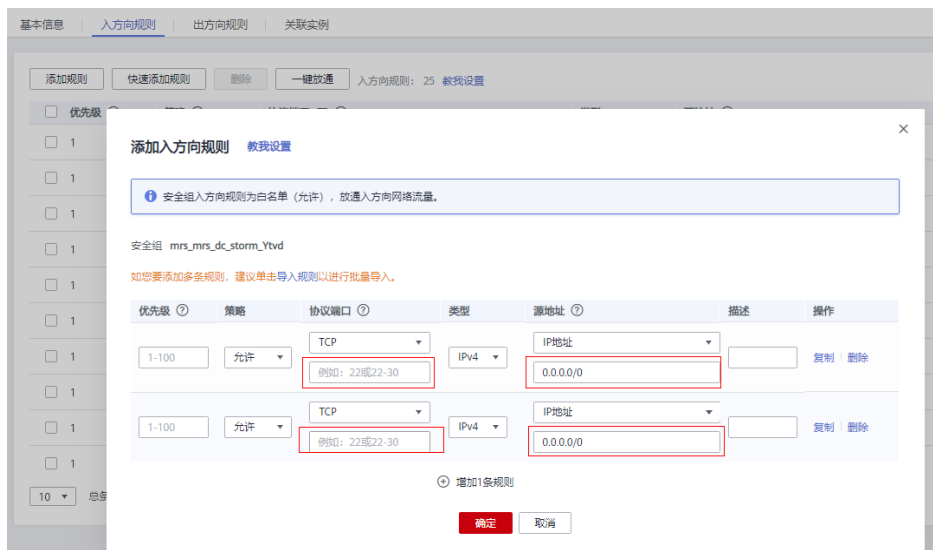 基本信息 入方向规则 出方向规则 关联实例
添加规则 快速添加规则 删除 一键放通 入方向规则: 25 教我设置
优先级
1
添加入方向规则 教我设置
1
安全组入方向规则为白名单（允许），放通入方向网络流量。
1
1
安全组 mrs_mrs_dc_storm_Ytvd
如您要添加多条规则，建议单击导入规则以进行批量导入。
1
优先级 策略 协议端口 类型 源地址 描述 操作
1
TCP IP地址
1
1-100 允许 IPv4 复制 删除
例如：22或22-30 0.0.0.0/0
1
TCP IP地址
1
1-100 允许 IPv4 复制 删除
例如：22或22-30 0.0.0.0/0
1
增加1条规则
10 总条
确定 取消